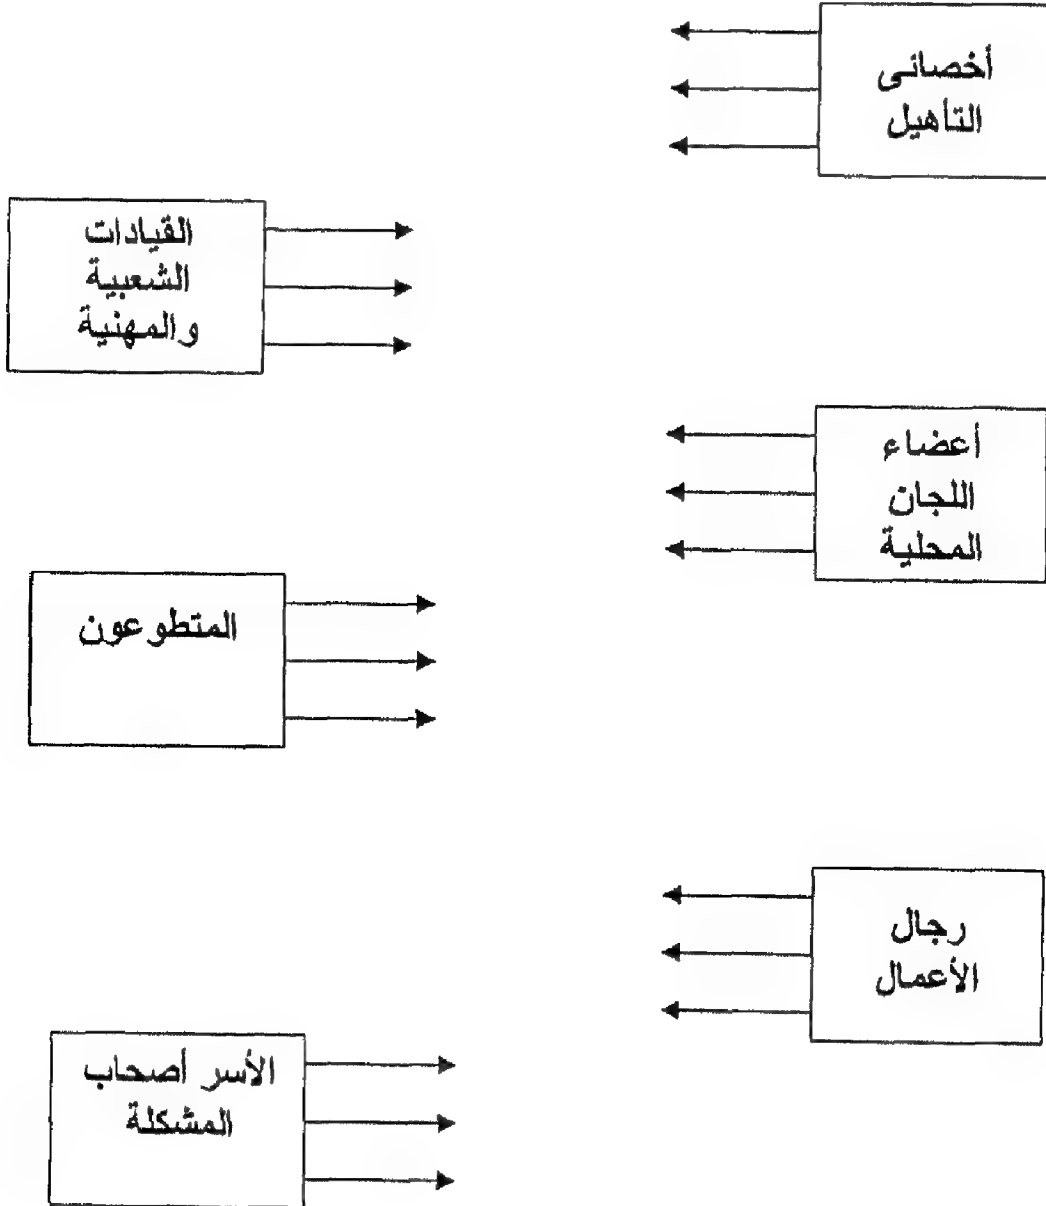 أخصائى
التأهيل
القيادات
الشعبية
والمهنية
أعضاء
اللجان
المحلية
المتطوعون
رجال
الأعمال
الأسر أصحاب
المشكلة